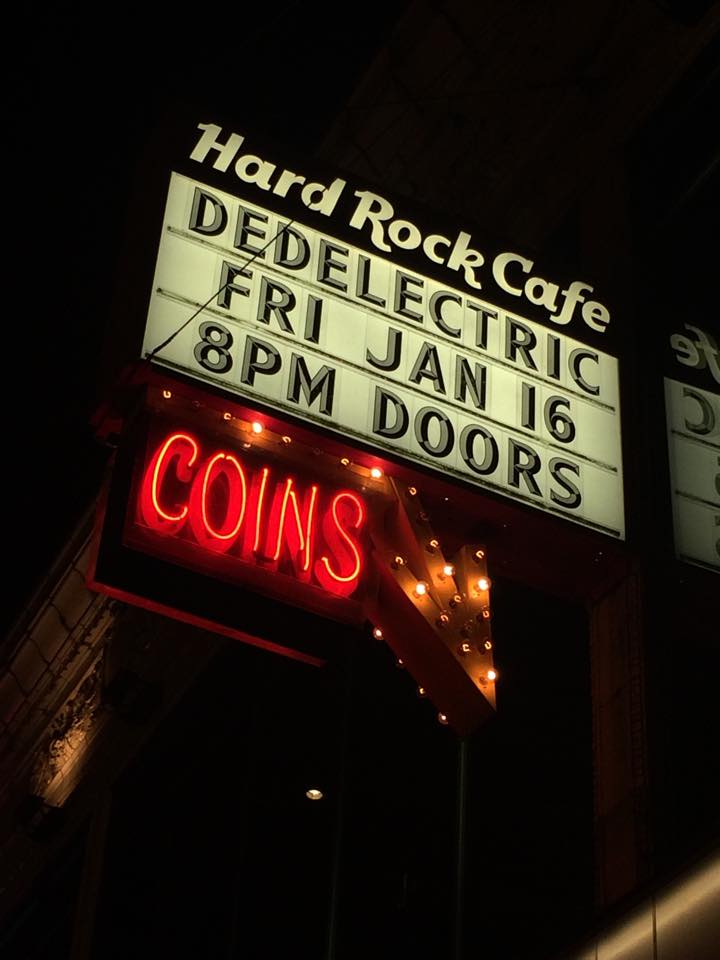 Hard Rock Cafe
DEDELECTRIC
FRI JAN 16
8PM DOORS
COINS